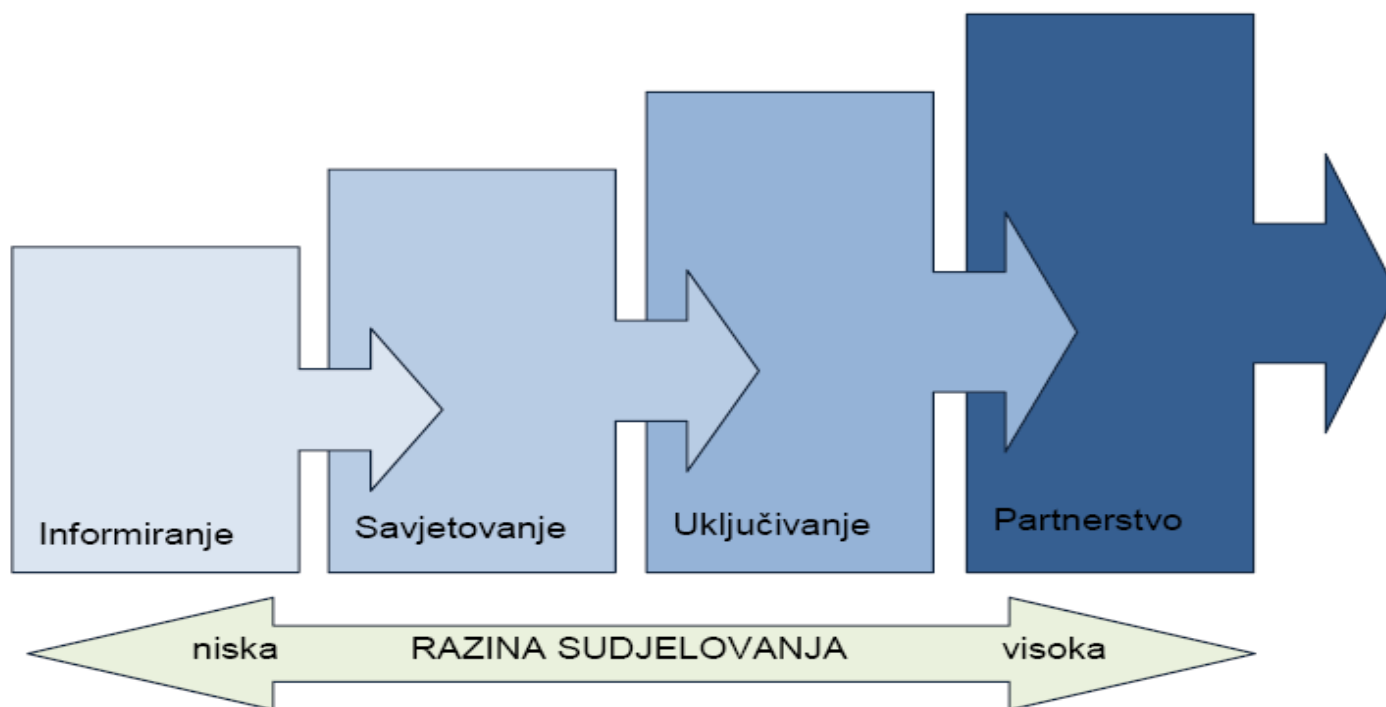 Informiranje
Savjetovanje
Uključivanje
Partnerstvo
niska RAZINA SUDJELOVANJA visoka